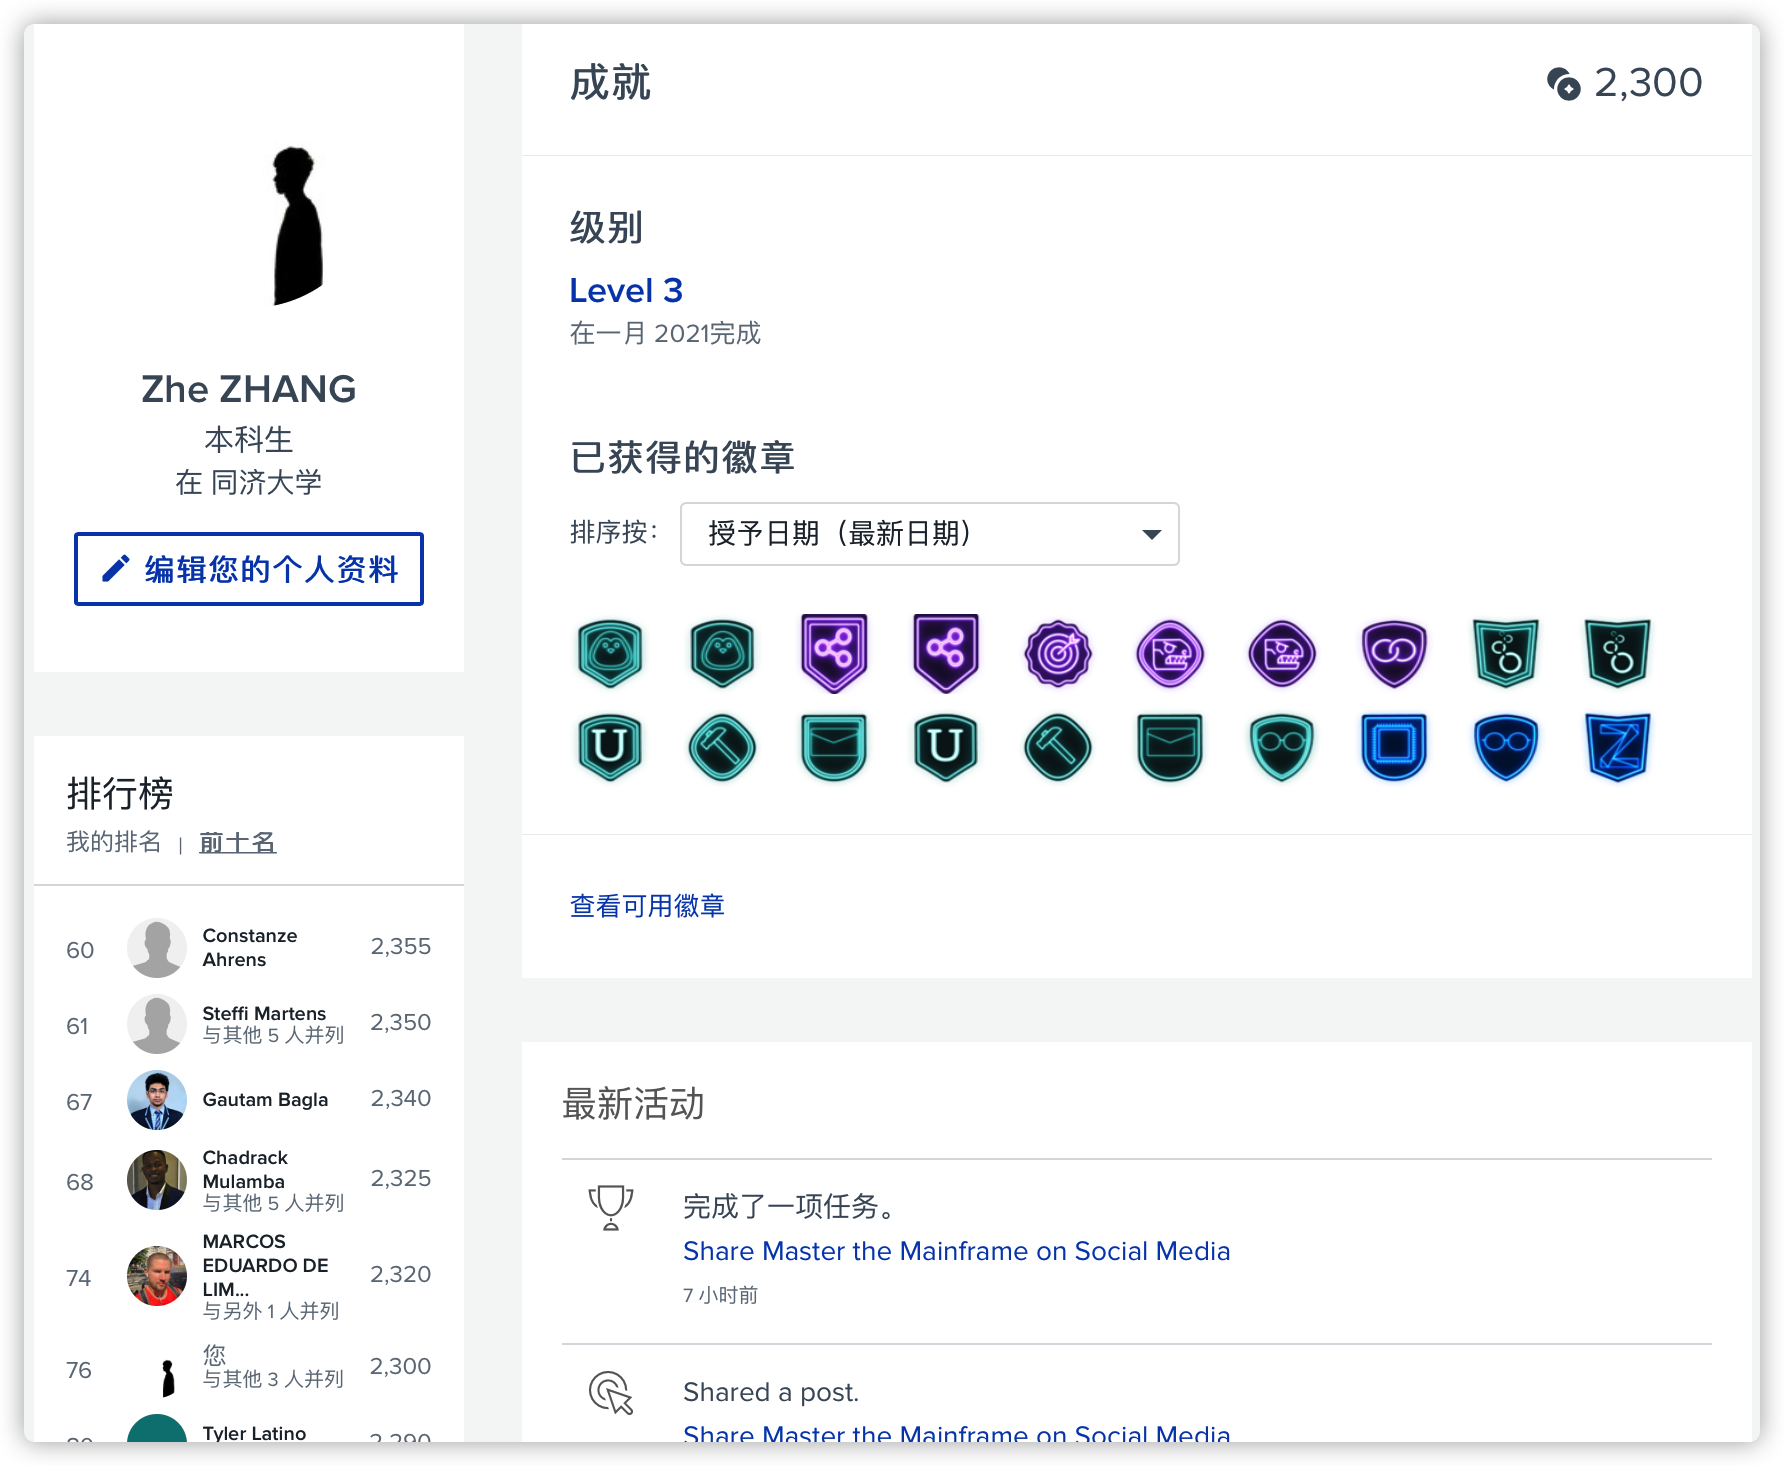 Zhe ZHANG
本科生
在 同济大学
编辑您的个人资料
排行榜
我的排名 | 前十名
60
Constanze
Ahrens
2,355
61
Steffi Martens
与其他 5 人并列
2,350
67
Gautam Bagla
2,340
68
Chadrack
Mulamba
与其他 5 人并列
2,325
74
MARCOS
EDUARDO DE
LIM...
与另外 1 人并列
2,320
76
您
与其他 3 人并列
2,300
Tyler Latino
2,290
成就
2,300
级别
Level 3
在一月 2021完成
已获得的徽章
排序按：
授予日期（最新日期）
U
U
Z
查看可用徽章
最新活动
完成了一项任务。
Share Master the Mainframe on Social Media
7 小时前
Shared a post.
Share Master the Mainframe on Social Media